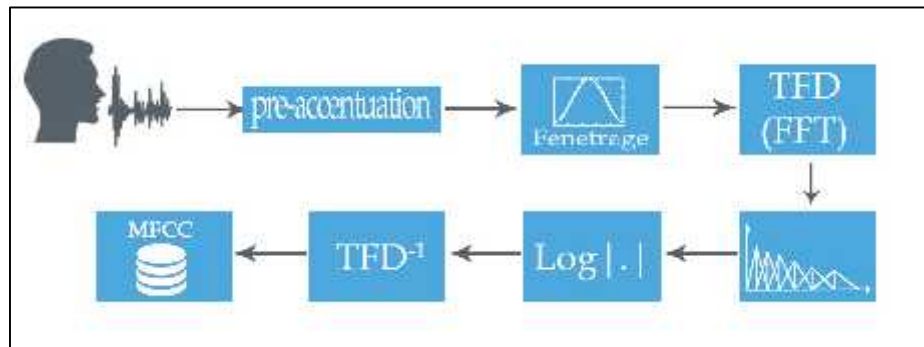 pre-accentuation
Fenetrage
TFD
(FFT)
Log|.|
TFD⁻¹
MFCC